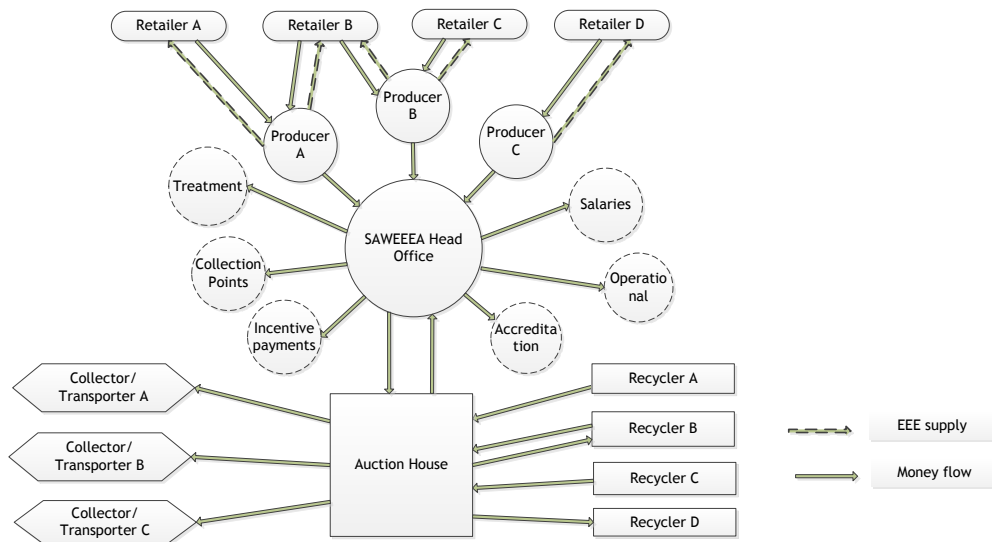 Retailer A
Retailer B
Retailer C
Retailer D
Producer
A
Producer
B
Producer
C
Treatment
Salaries
SAWEEEA Head
Office
Collection
Points
Operatio
nal
Incentive
payments
Accredita
tion
Collector/
Transporter A
Collector/
Transporter B
Collector/
Transporter C
Auction House
Recycler A
Recycler B
Recycler C
Recycler D
EEE supply
Money flow